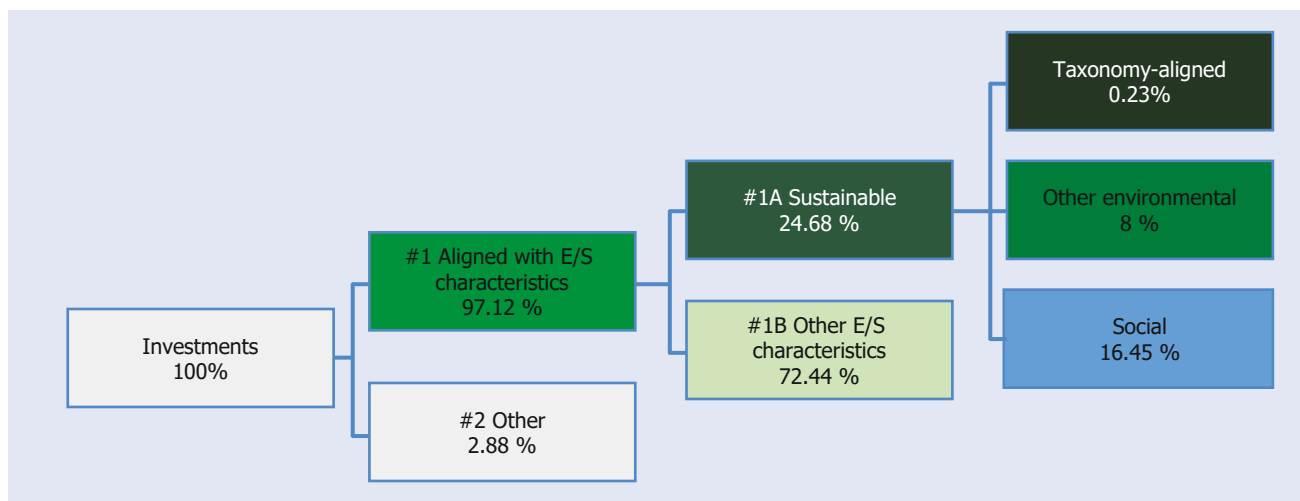 Investments
100%
#1 Aligned with E/S
characteristics
97.12 %
#2 Other
2.88 %
#1A Sustainable
24.68 %
#1B Other E/S
characteristics
72.44 %
Taxonomy-aligned
0.23%
Other environmental
8 %
Social
16.45 %